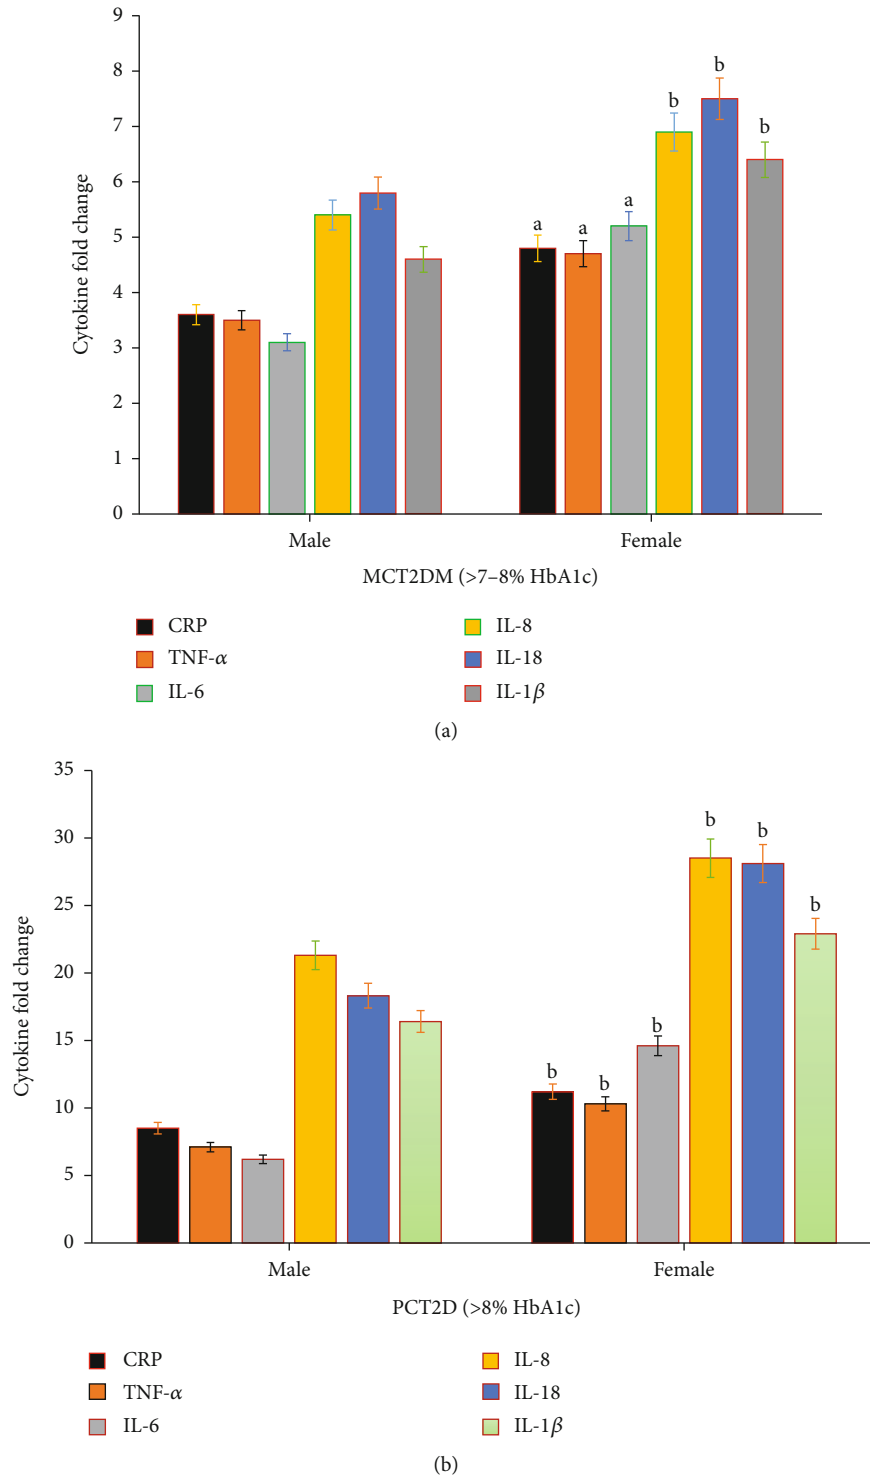 9
8
7
6
5
4
3
2
1
0
Cytokine fold change
a a a b b b
Male Female
MCT2DM (>7–8% HbA1c)
CRP IL-8
TNF-α IL-18
IL-6 IL-1β
(a)
35
30
25
20
15
10
5
0
Cytokine fold change
b b b b b b
Male Female
PCT2D (>8% HbA1c)
CRP IL-8
TNF-α IL-18
IL-6 IL-1β
(b)